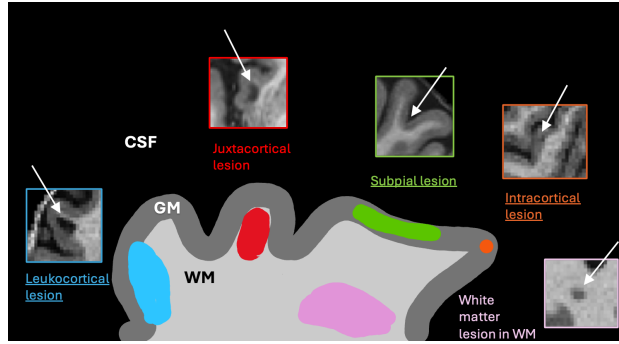 CSF
Juxtacortical
lesion
Subpial lesion
Intracortical
lesion
GM
WM
Leukocortical
lesion
White
matter
lesion in WM